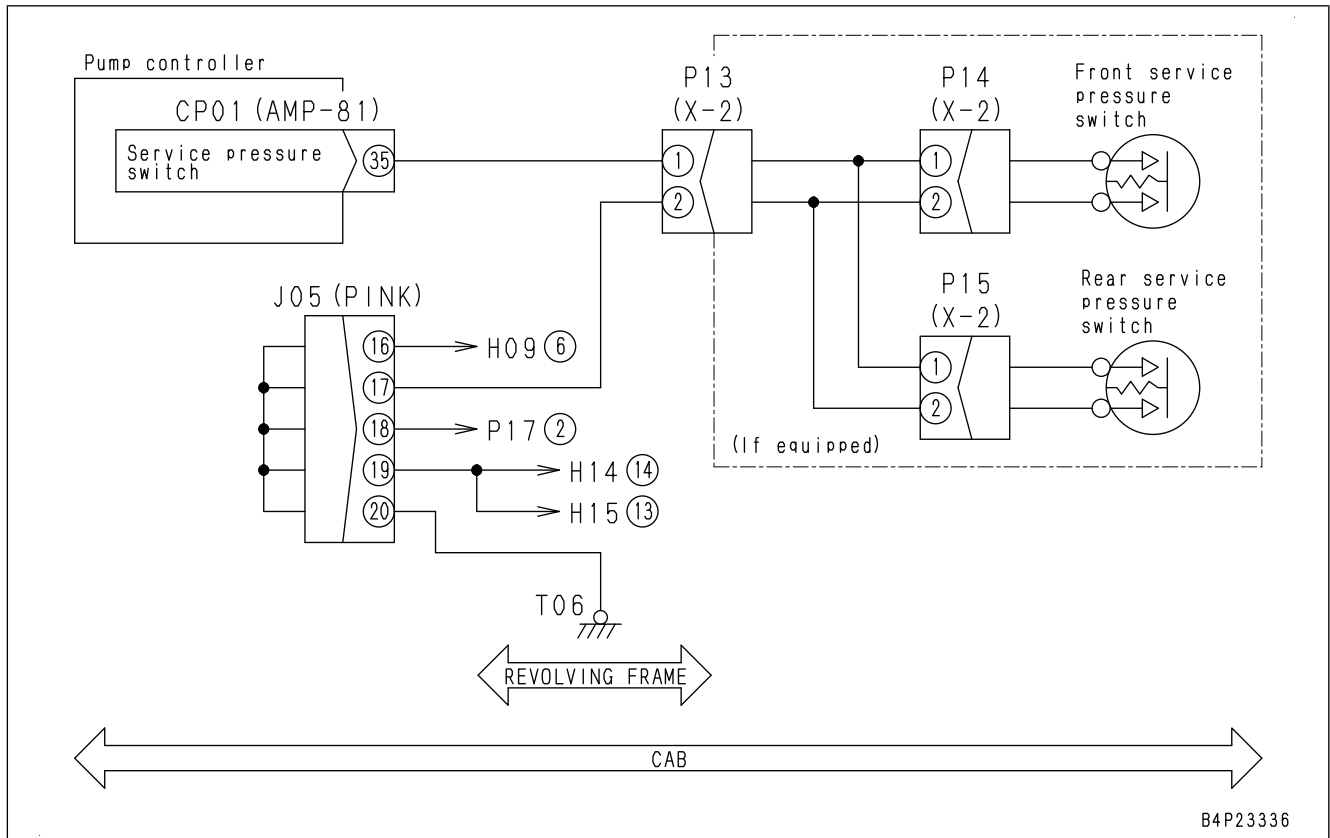 Pump controller
CP01 (AMP-81)
Service pressure
switch
35
P13
(X-2)
1
2
P14
(X-2)
1
2
Front service
pressure
switch
J05 (PINK)
16
H09 6
17
18
P17 2
19
H14 14
H15 13
20
P15
(X-2)
1
2
Rear service
pressure
switch
(If equipped)
T06
REVOLVING FRAME
CAB
B4P23336